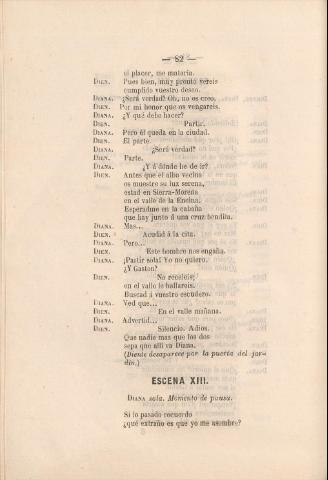 — 82 —
el placer, me mataria.
DIEN. Pues bien, muy pronto vereis
cumplido vuestro deseo.
DIANA. ¿Será verdad? Oh, no os creo.
DIEN. Por mi honor que os vengareis.
DIANA. ¿Y qué debo hacer?
DIEN. Partir.
DIANA. Pero él queda en la ciudad.
DIEN. El parte.
DIANA. ¿Será verdad?
DIEN. Parte.
DIANA. ¿Y á dónde he de ir?
DIEN. Antes que el alba vecina
os muestre su luz serena,
estad en Sierra-Morena
en el valle de la Encina.
Esperadme en la cabaña
que hay junto á una cruz bendita.
DIANA. Mas...
DIEN. Acudid á la cita.
DIANA. Pero...
DIEN. Este hombre nos engaña.
DIANA. ¡Partir sola! Yo no quiero.
¿Y Gaston?
DIEN. No receleis;
en el valle le hallareis.
Buscad á vuestro escudero.
DIANA. Ved que...
DIEN. En el valle mañana.
DIANA. Advertid...
DIEN. Silencio. Adios.
Que nadie mas que los dos
sepa que allí va Diana.
(Diente desaparece por la puerta del jar-
din.)
ESCENA XIII.
DIANA sola. Momento de pausa.
Si lo pasado recuerdo
¿qué extraño es que yo me asombre?